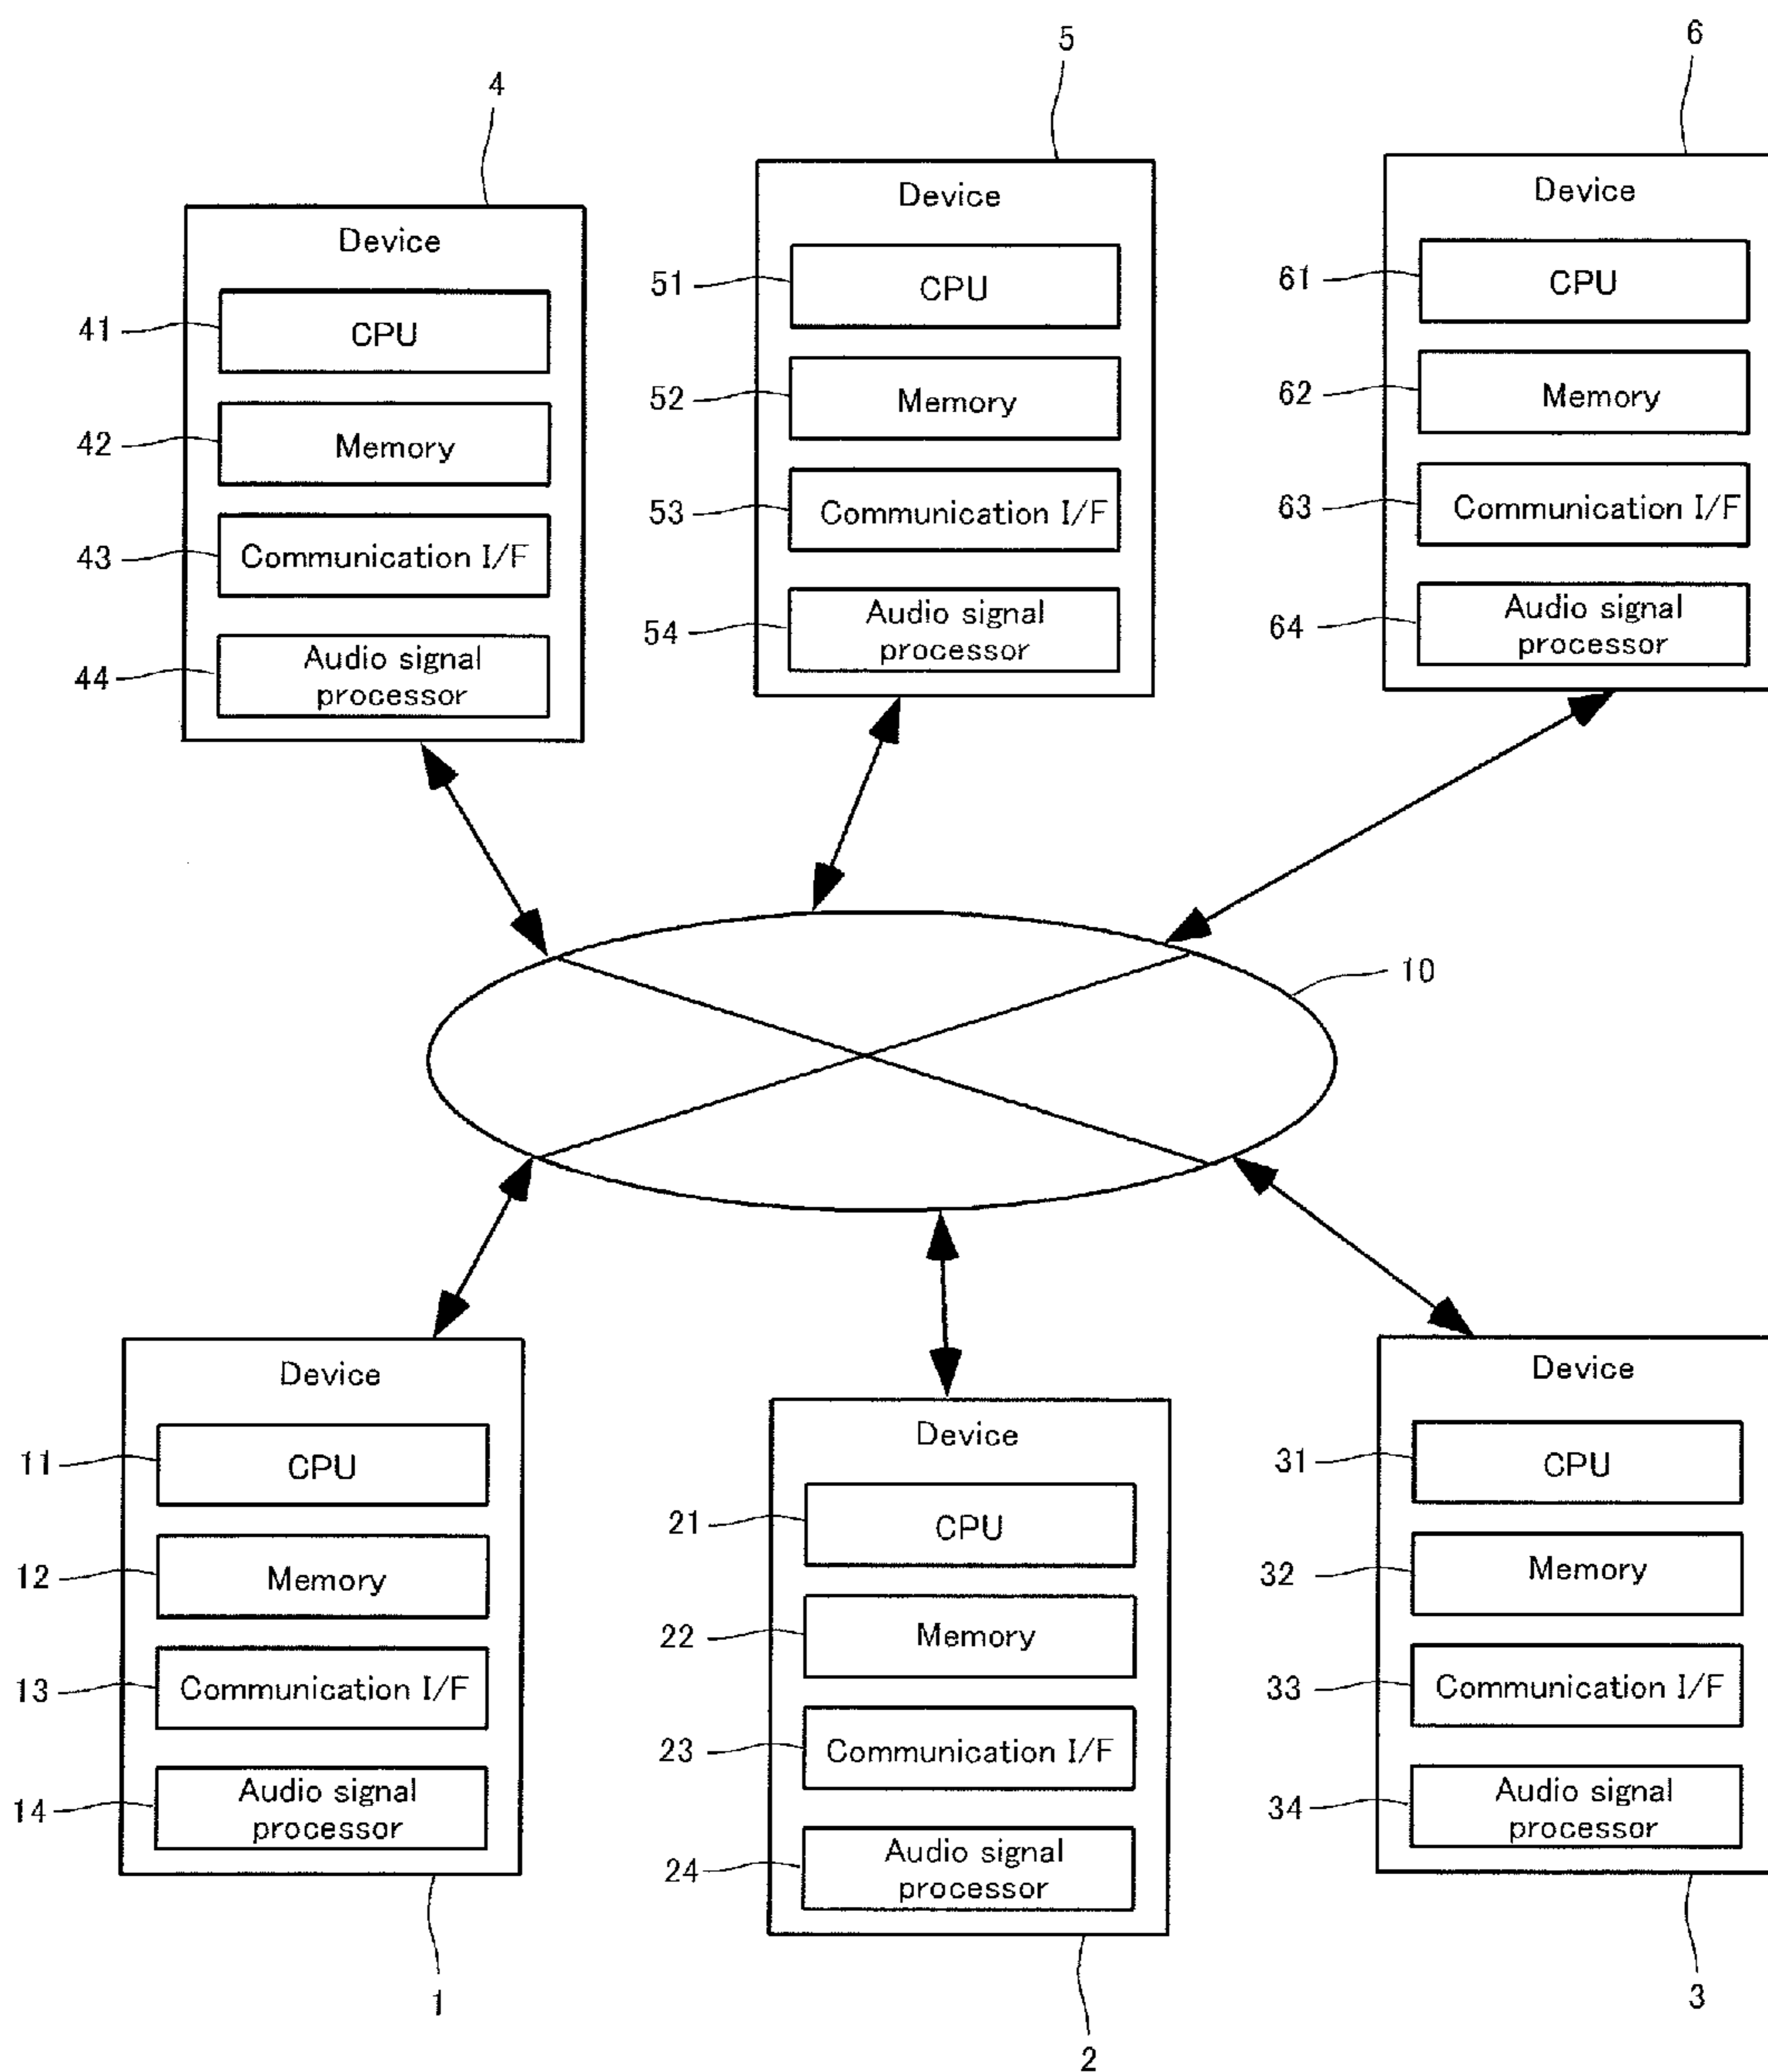 4
Device
41
CPU
42
Memory
43
Communication I/F
44
Audio signal
processor
5
Device
51
CPU
52
Memory
53
Communication I/F
54
Audio signal
processor
6
Device
61
CPU
62
Memory
63
Communication I/F
64
Audio signal
processor
10
Device
11
CPU
12
Memory
13
Communication I/F
14
Audio signal
processor
1
Device
21
CPU
22
Memory
23
Communication I/F
24
Audio signal
processor
2
Device
31
CPU
32
Memory
33
Communication I/F
34
Audio signal
processor
3